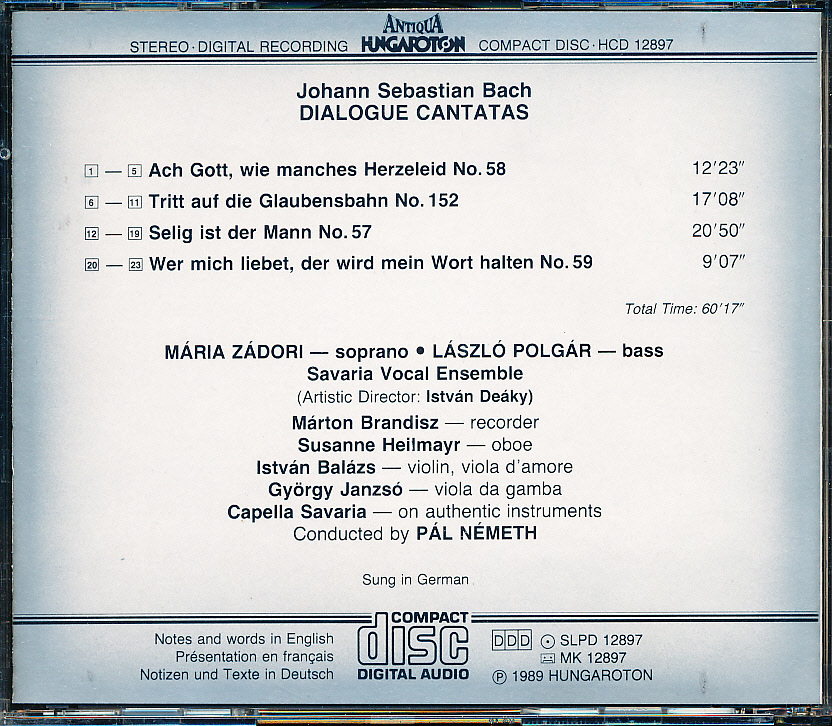 STEREO · DIGITAL RECORDING ANTIQUA HUNGAROTON COMPACT DISC · HCD 12897
Johann Sebastian Bach
DIALOGUE CANTATAS
1 — 5 Ach Gott, wie manches Herzeleid No. 58 12′23″
6 — 11 Tritt auf die Glaubensbahn No. 152 17′08″
12 — 19 Selig ist der Mann No. 57 20′50″
20 — 23 Wer mich liebet, der wird mein Wort halten No. 59 9′07″
Total Time: 60′17″
MÁRIA ZÁDORI — soprano • LÁSZLÓ POLGÁR — bass
Savaria Vocal Ensemble
(Artistic Director: István Deáky)
Márton Brandisz — recorder
Susanne Heilmayr — oboe
István Balázs — violin, viola d'amore
György Janzsó — viola da gamba
Capella Savaria — on authentic instruments
Conducted by PÁL NÉMETH
Sung in German
Notes and words in English
Présentation en français
Notizen und Texte in Deutsch
COMPACT
disc
DIGITAL AUDIO
DDD SLPD 12897
MK 12897
℗ 1989 HUNGAROTON